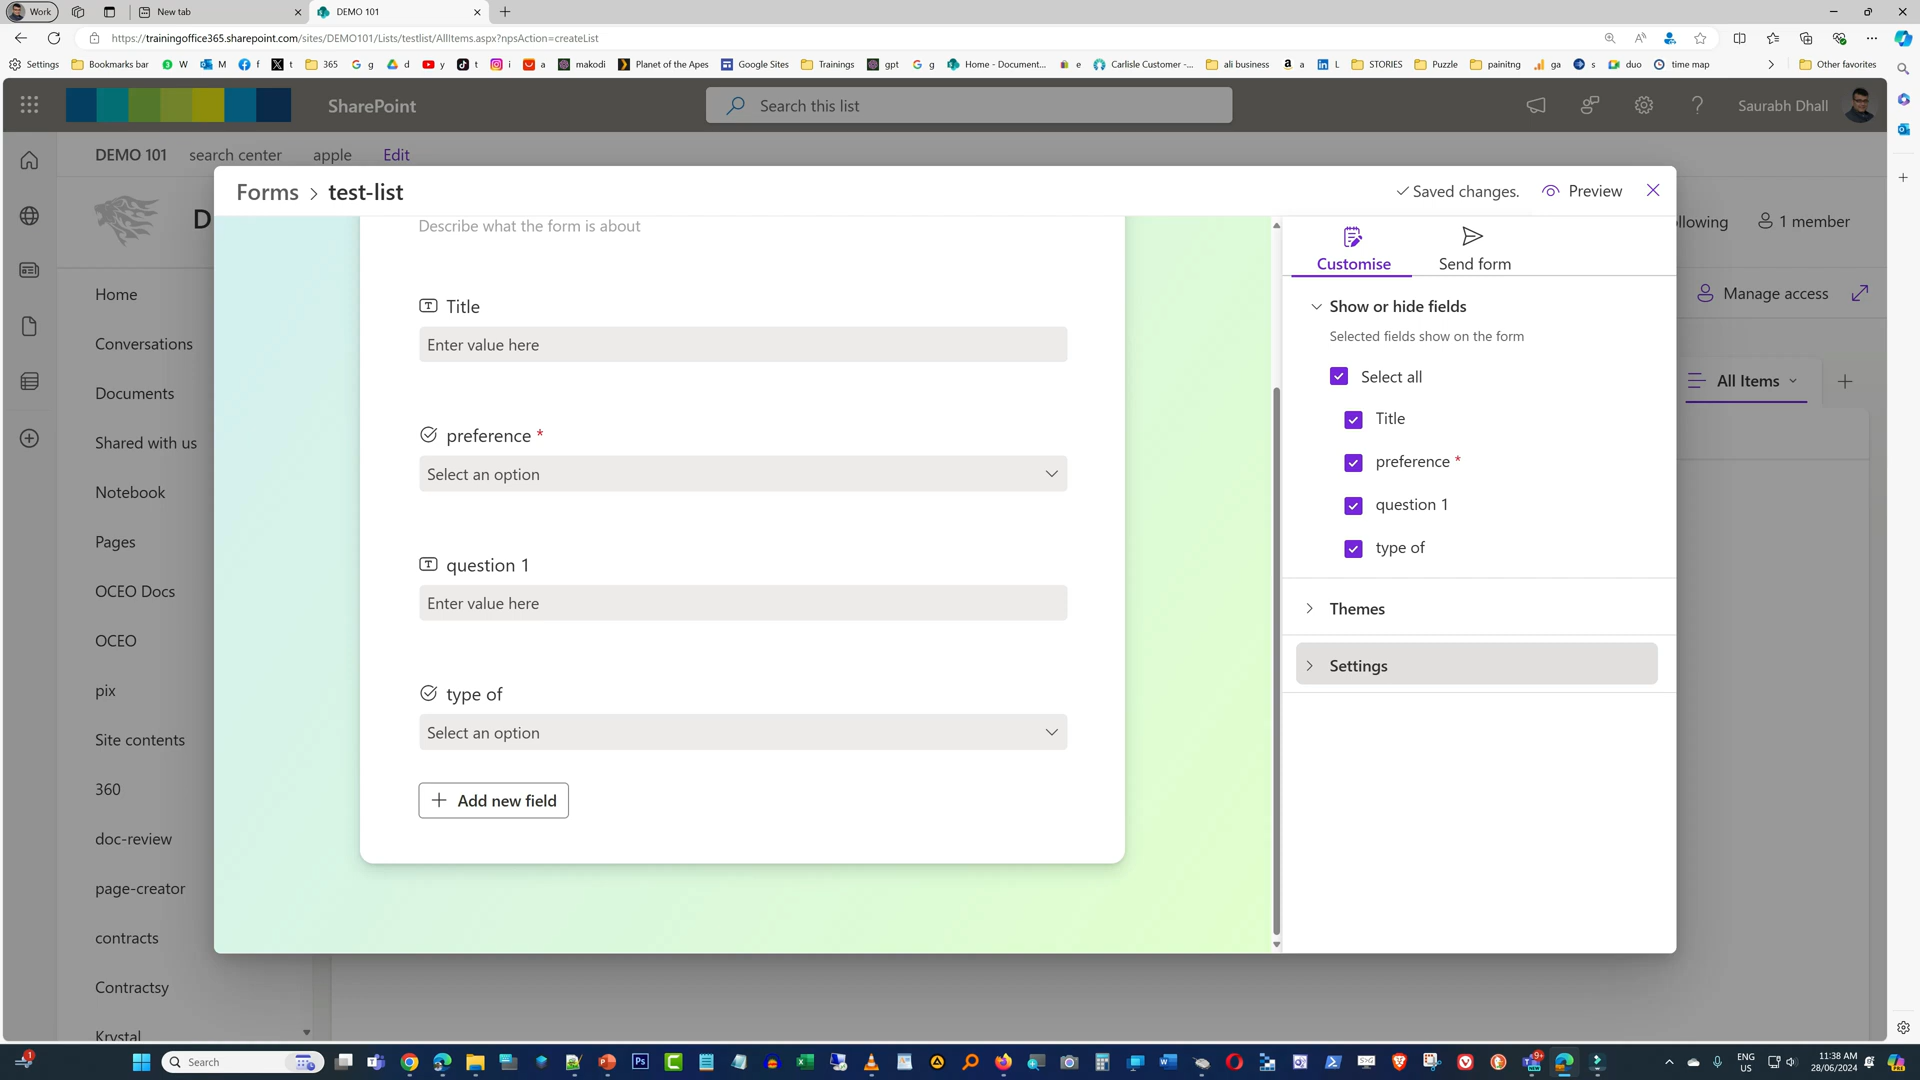 Work
New tab
DEMO 101
https://trainingoffice365.sharepoint.com/sites/DEMO101/Lists/testlist/AllItems.aspx?npsAction=createList
Settings
Bookmarks bar
W
M
f
t
365
g
d
y
t
i
a
makodi
Planet of the Apes
Google Sites
Trainings
gpt
g
Home - Document...
e
Carlisle Customer -...
ali business
a
L
STORIES
Puzzle
painitng
ga
s
duo
time map
Other favorites
SharePoint
Search this list
Saurabh Dhall
DEMO 101
search center
apple
Edit
D
Forms > test-list
Saved changes.
Preview
llowing
1 member
Manage access
All Items
Home
Conversations
Documents
Shared with us
Notebook
Pages
OCEO Docs
OCEO
pix
Site contents
360
doc-review
page-creator
contracts
Contractsy
Krystal
Describe what the form is about
Title
Enter value here
preference *
Select an option
question 1
Enter value here
type of
Select an option
Add new field
Customise
Send form
Show or hide fields
Selected fields show on the form
Select all
Title
preference *
question 1
type of
Themes
Settings
1
Search
Ps
9+
ENG
US
11:38 AM
28/06/2024